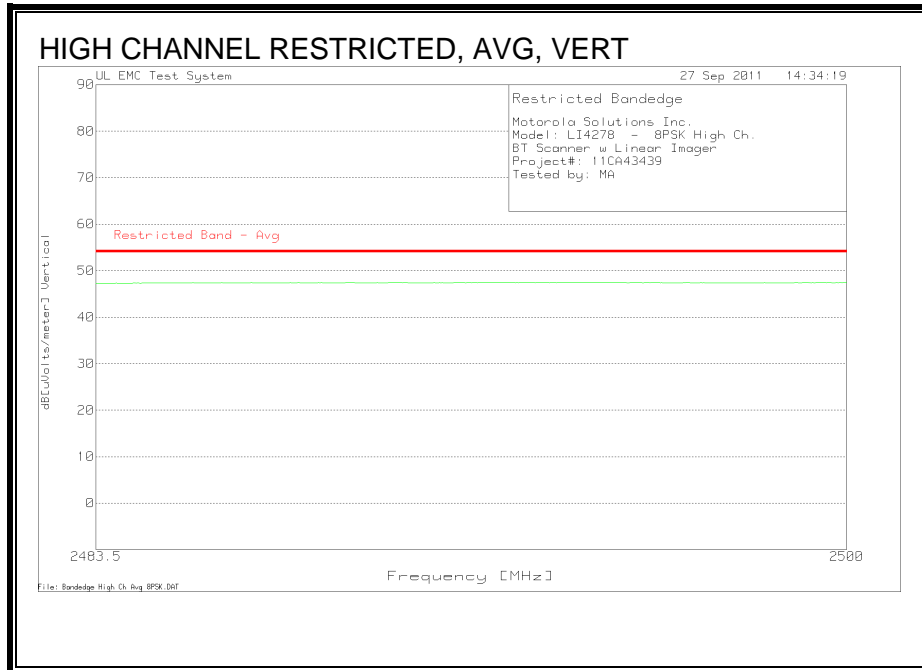 HIGH CHANNEL RESTRICTED, AVG, VERT
UL EMC Test System
27 Sep 2011 14:34:19
Restricted Bandedge
Motorola Solutions Inc.
Model: LI4278 - 8PSK High Ch.
BT Scanner w Linear Imager
Project#: 11CA43439
Tested by: MA
90
80
70
60
Restricted Band - Avg
50
40
30
20
10
0
dB[uVolts/meter] Vertical
2483.5
2500
Frequency [MHz]
File: Bandedge High Ch Avg 8PSK.DAT